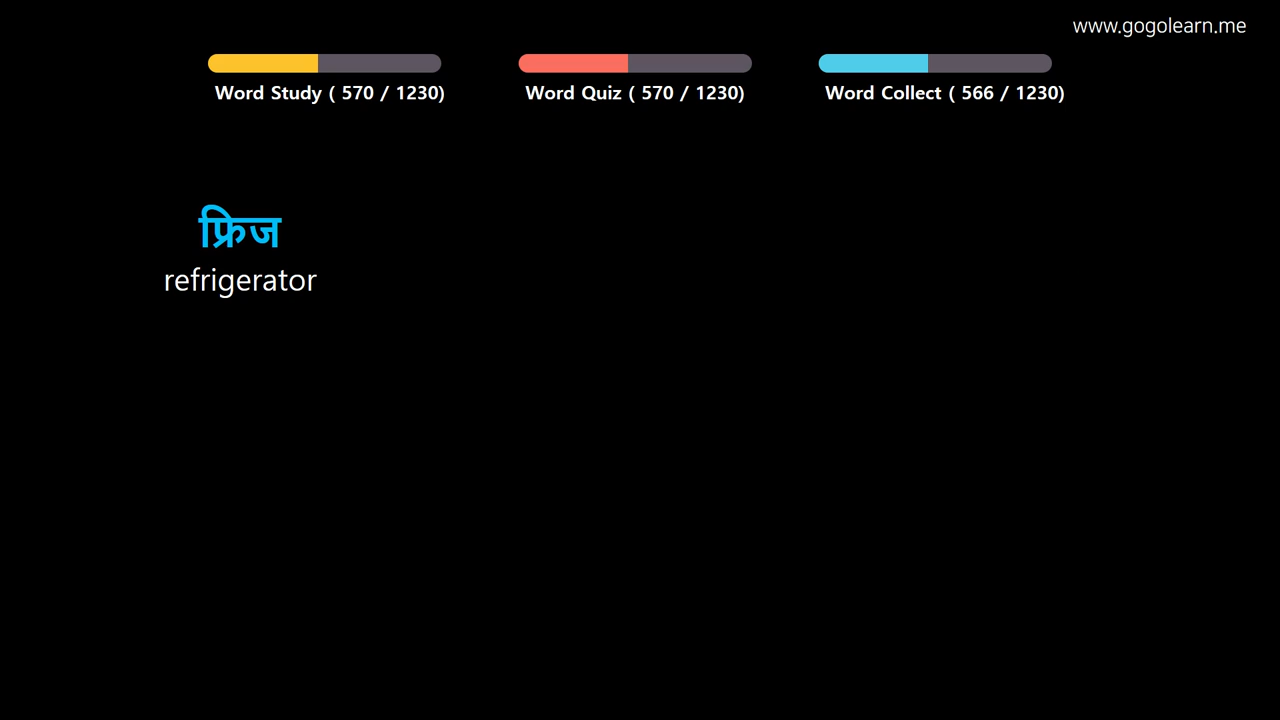 www.gogolearn.me
Word Study ( 570 / 1230)
Word Quiz ( 570 / 1230)
Word Collect ( 566 / 1230)
फ्रिज
refrigerator